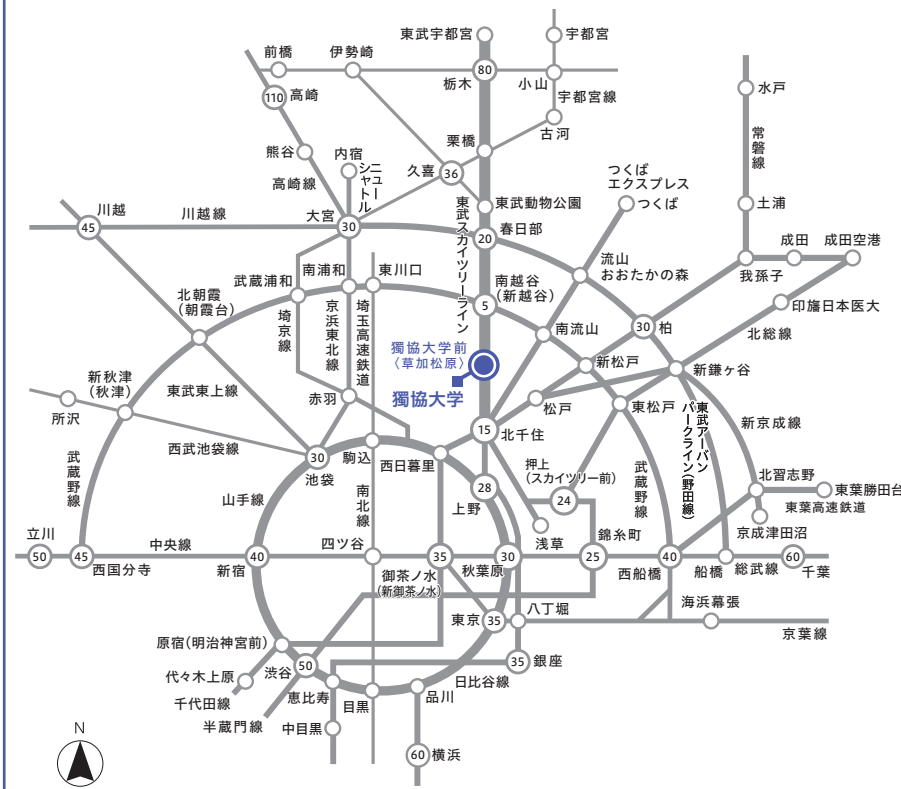 東武宇都宮
宇都宮
前橋
伊勢崎
80
栃木
小山
水戸
110
高崎
宇都宮線
古河
栗橋
常磐線
熊谷
内宿
ニューシャトル
久喜
36
高崎線
つくば
エクスプレス
つくば
東武動物公園
土浦
川越
45
川越線
大宮
30
東武スカイツリーライン
20
春日部
成田
成田空港
流山
おおたかの森
我孫子
武蔵浦和
南浦和
東川口
南越谷
(新越谷)
5
印旛日本医大
北朝霞
(朝霞台)
埼京線
京浜東北線
埼玉高速鉄道
南流山
30
柏
北総線
獨協大学前
〈草加松原〉
獨協大学
新松戸
新鎌ヶ谷
新秋津
(秋津)
東武東上線
赤羽
松戸
東松戸
所沢
15
北千住
東武アーバン
パークライン(野田線)
新京成線
西武池袋線
30
池袋
駒込
西日暮里
押上
(スカイツリー前)
24
武蔵野線
武蔵野線
北習志野
東葉勝田台
東葉高速鉄道
山手線
南北線
28
上野
浅草
錦糸町
京成津田沼
立川
50
45
西国分寺
中央線
40
新宿
四ツ谷
35
御茶ノ水
(新御茶ノ水)
30
秋葉原
25
40
西船橋
船橋
総武線
60
千葉
東京
35
八丁堀
海浜幕張
京葉線
原宿(明治神宮前)
代々木上原
渋谷
50
35
銀座
日比谷線
千代田線
恵比寿
目黒
品川
半蔵門線
中目黒
60
横浜
N